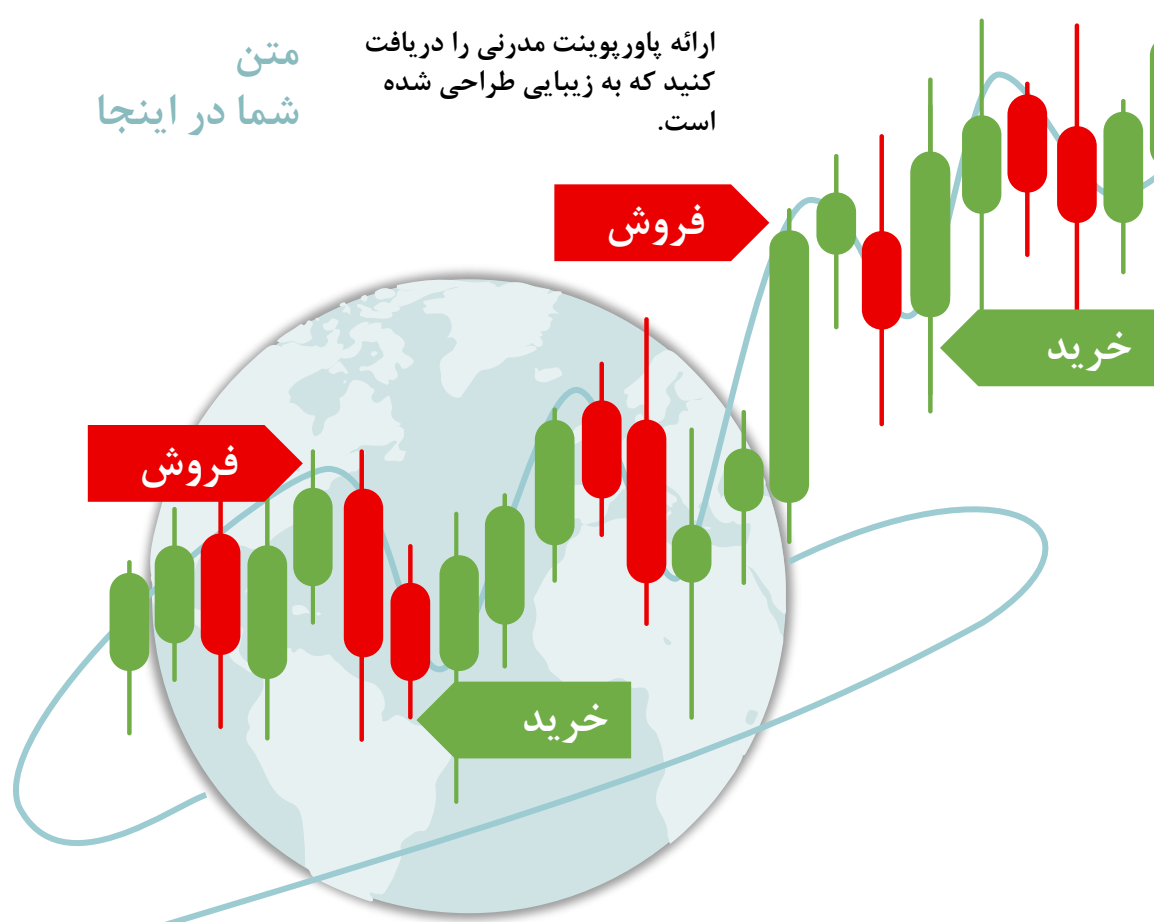 متن
شما در اینجا
ارائه پاورپوینت مدرنی را دریافت
کنید که به زیبایی طراحی شده
است.
فروش
خرید
فروش
خرید